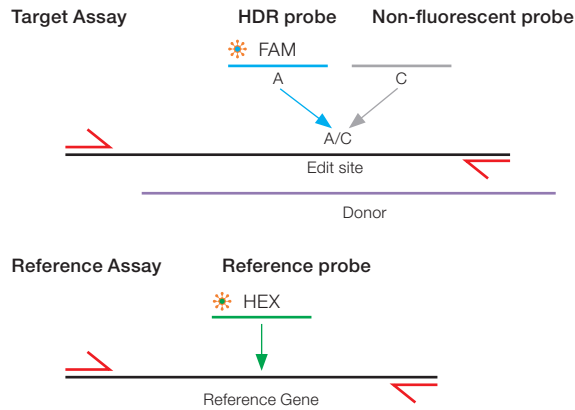 Target Assay HDR probe Non-fluorescent probe
FAM
A C
A/C
Edit site
Donor
Reference Assay Reference probe
HEX
Reference Gene